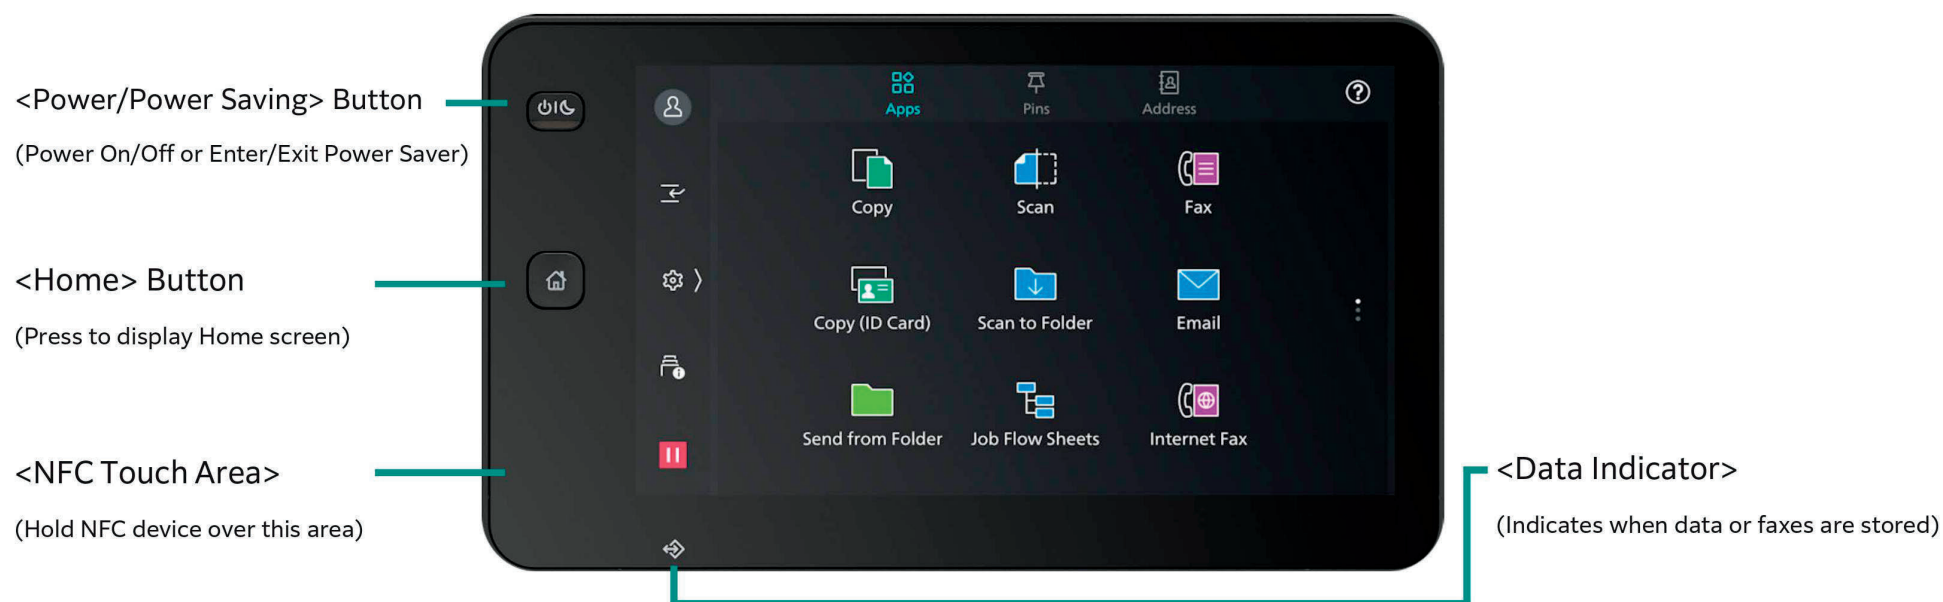 <Power/Power Saving> Button
(Power On/Off or Enter/Exit Power Saver)
<Home> Button
(Press to display Home screen)
<NFC Touch Area>
(Hold NFC device over this area)
Apps Pins Address
Copy Scan Fax
Copy (ID Card) Scan to Folder Email
Send from Folder Job Flow Sheets Internet Fax
<Data Indicator>
(Indicates when data or faxes are stored)